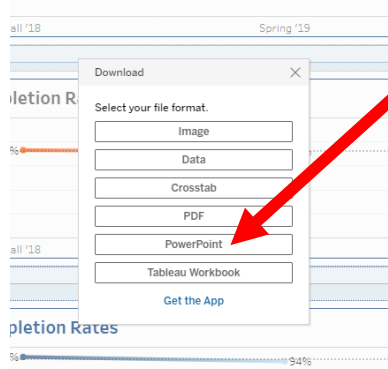 all '18 Spring '19
Download
pletion R
Select your file format.
Image
Data
Crosstab
%
PDF
PowerPoint
all '18
Tableau Workbook
Get the App
pletion Rates
%
94%